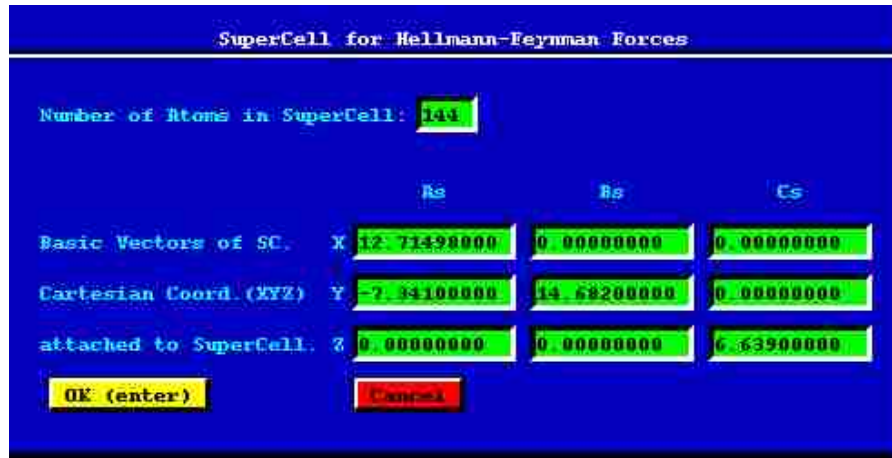 SuperCell for Hellmann-Feynman Forces
Number of Atoms in SuperCell: 144
As Bs Cs
Basic Vectors of SC. X 12.71498000 0.00000000 0.00000000
Cartesian Coord.(XYZ) Y -7.34100000 14.68200000 0.00000000
attached to SuperCell. Z 0.00000000 0.00000000 6.63900000
OK (enter) Cancel